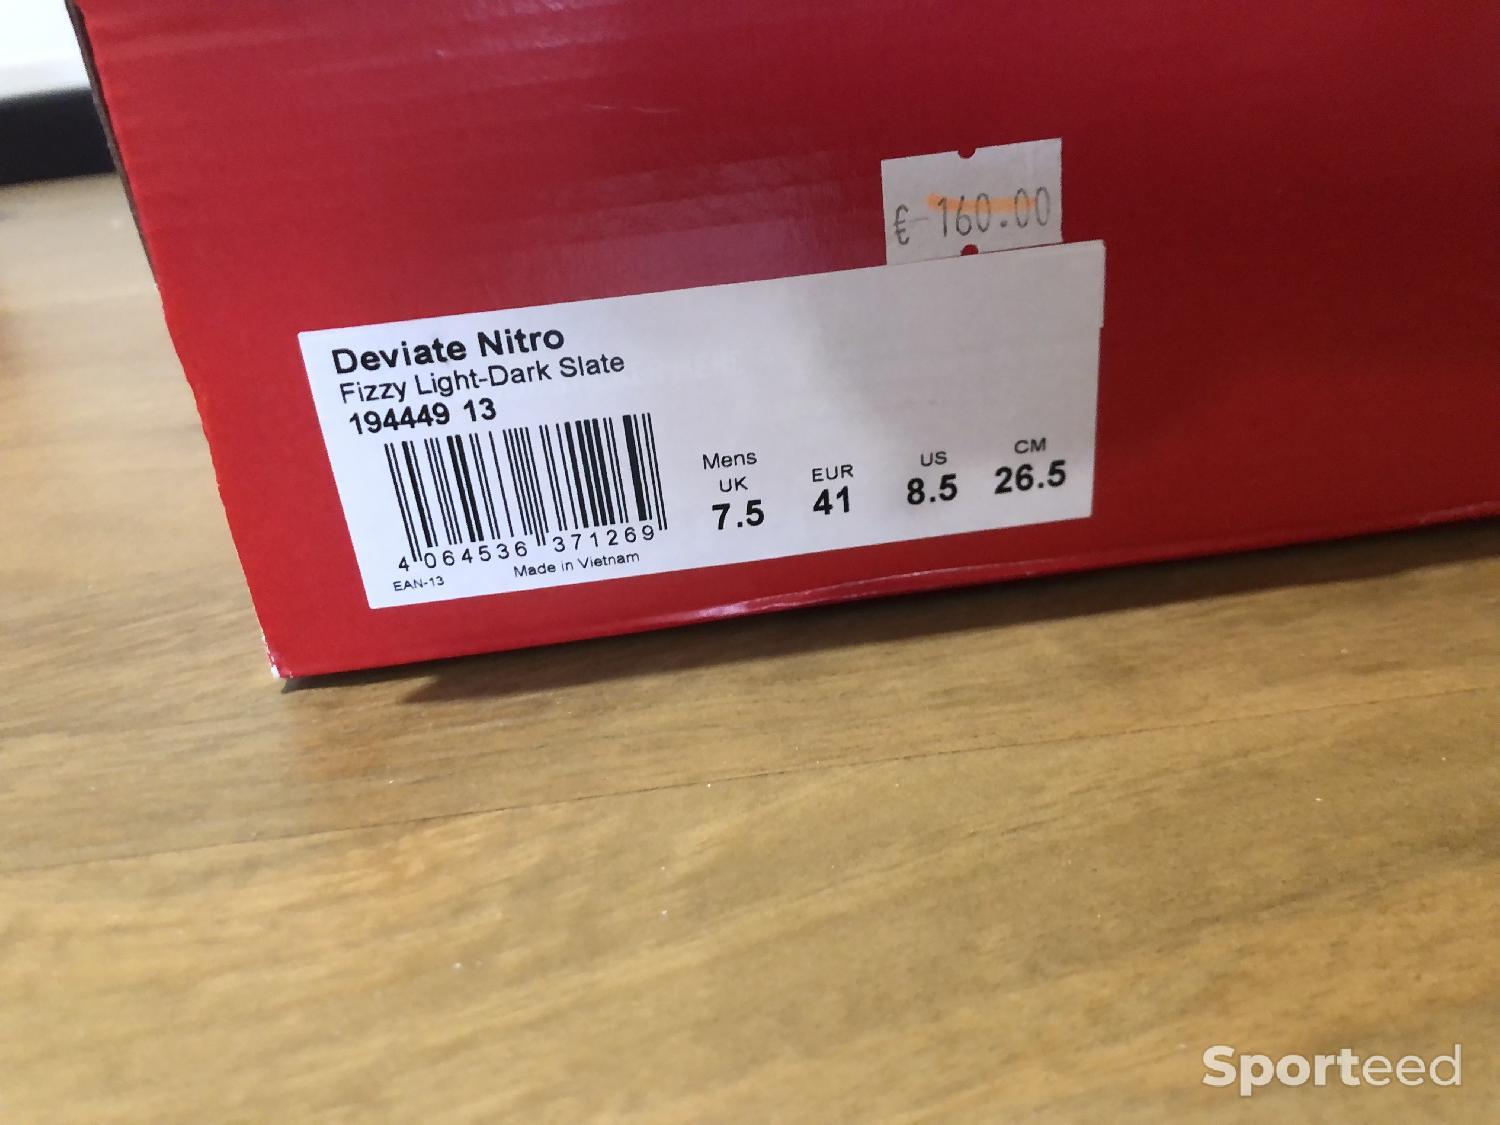 € 160.00
Deviate Nitro
Fizzy Light-Dark Slate
194449 13
Mens
UK EUR US CM
7.5 41 8.5 26.5
4 064536 371269
EAN-13 Made in Vietnam
Sporteed